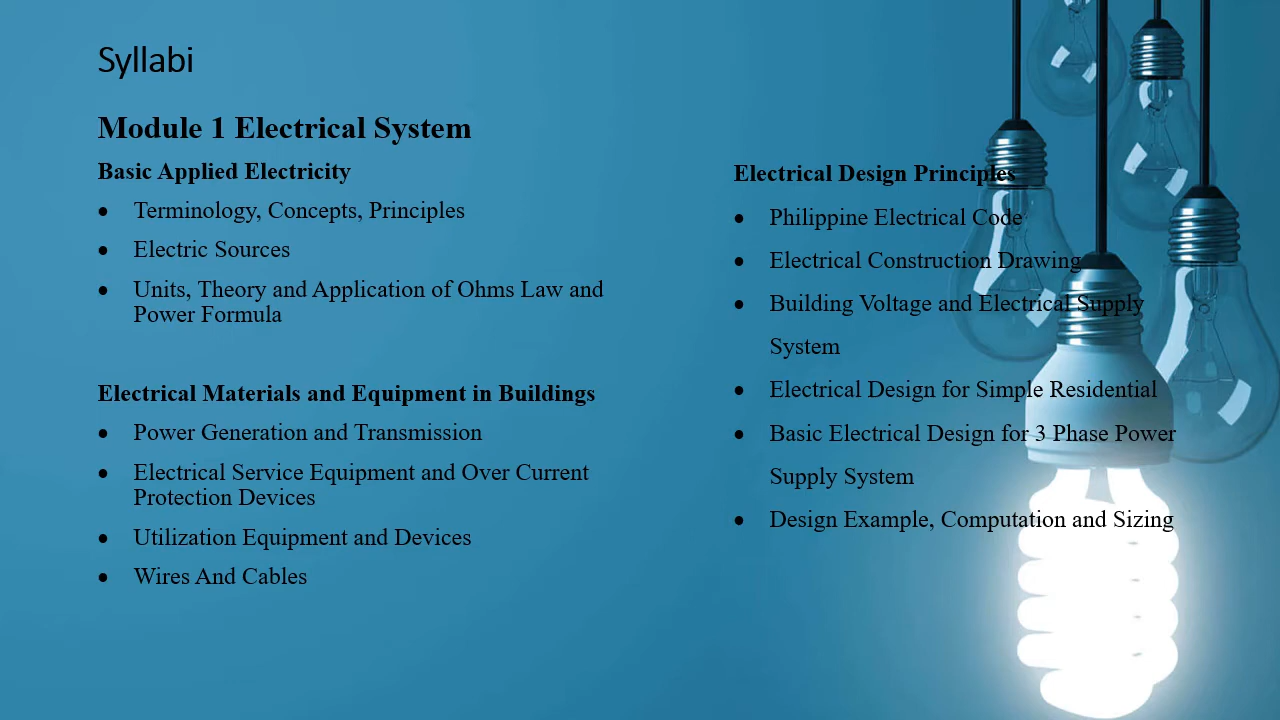 Syllabi
Module 1 Electrical System
Basic Applied Electricity
• Terminology, Concepts, Principles
• Electric Sources
• Units, Theory and Application of Ohms Law and
Power Formula
Electrical Materials and Equipment in Buildings
• Power Generation and Transmission
• Electrical Service Equipment and Over Current
Protection Devices
• Utilization Equipment and Devices
• Wires And Cables
Electrical Design Principles
• Philippine Electrical Code
• Electrical Construction Drawing
• Building Voltage and Electrical Supply
System
• Electrical Design for Simple Residential
• Basic Electrical Design for 3 Phase Power
Supply System
• Design Example, Computation and Sizing